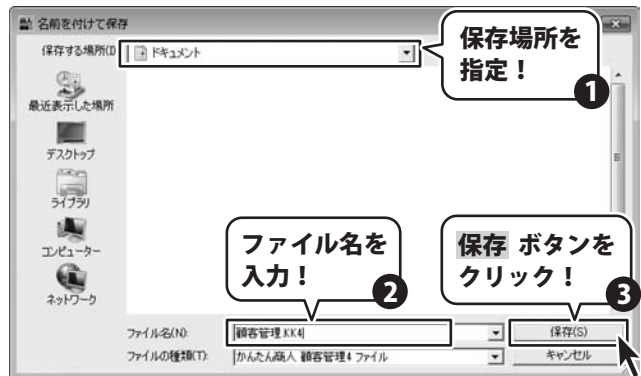 名前を付けて保存
保存する場所(I)
ドキュメント
保存場所を
指定！
1
最近表示した場所
デスクトップ
ライブラリ
コンピューター
ネットワーク
ファイル名を
入力！
2
保存 ボタンを
クリック！
3
ファイル名(N):
顧客管理.KK4
保存(S)
ファイルの種類(T):
かんたん商人 顧客管理4 ファイル
キャンセル